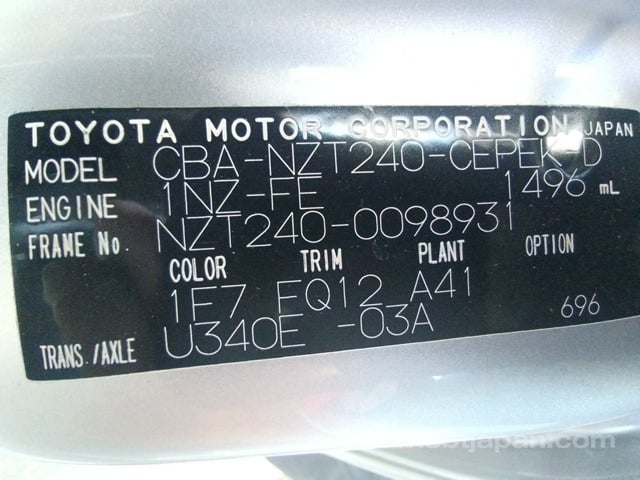 TOYOTA MOTOR CORPORATION JAPAN
MODEL CBA-NZT240-CEPEK D
ENGINE 1NZ-FE 1496 mL
FRAME No. NZT240-0098931
COLOR TRIM PLANT OPTION
1F7 FQ12 A41
696
TRANS./AXLE U340E -03A